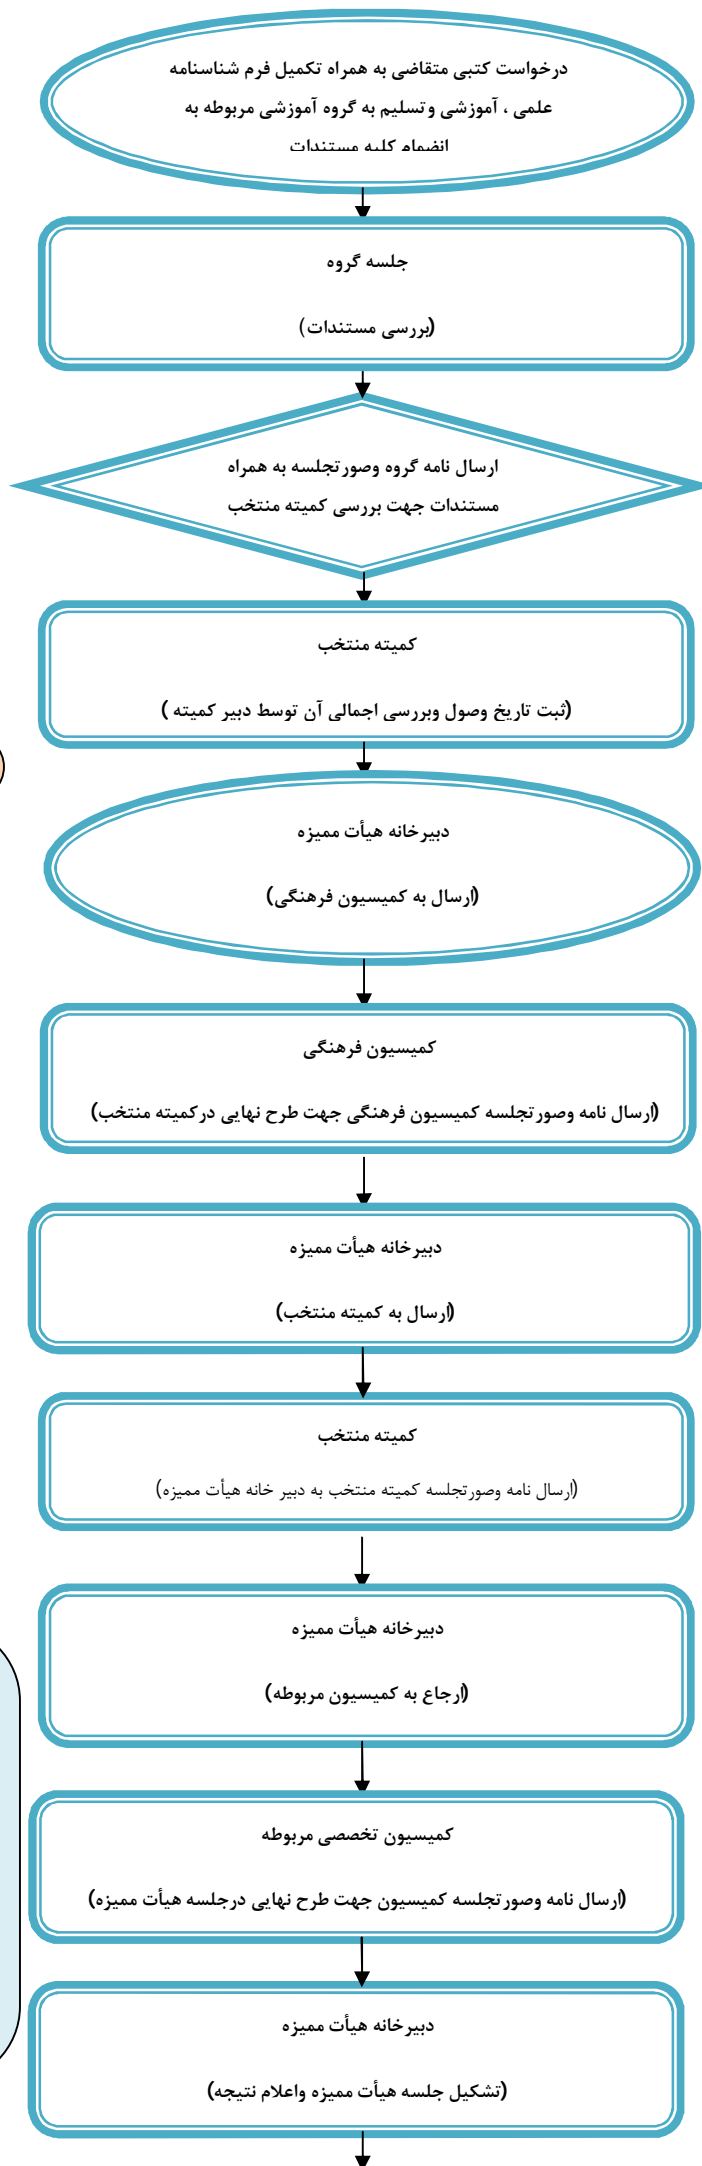 درخواست کتبی متقاضی به همراه تکمیل فرم شناسنامه
علمی ، آموزشی وتسلیم به گروه آموزشی مربوطه به
انضمام کلیه مستندات
جلسه گروه
(بررسی مستندات)
ارسال نامه گروه وصورتجلسه به همراه
مستندات جهت بررسی کمیته منتخب
کمیته منتخب
(ثبت تاریخ وصول وبررسی اجمالی آن توسط دبیر کمیته )
دبیرخانه هیأت ممیزه
(ارسال به کمیسیون فرهنگی)
کمیسیون فرهنگی
(ارسال نامه وصورتجلسه کمیسیون فرهنگی جهت طرح نهایی درکمیته منتخب)
دبیرخانه هیأت ممیزه
(ارسال به کمیته منتخب)
کمیته منتخب
(ارسال نامه وصورتجلسه کمیته منتخب به دبیر خانه هیأت ممیزه)
دبیرخانه هیأت ممیزه
(ارجاع به کمیسیون مربوطه)
کمیسیون تخصصی مربوطه
(ارسال نامه وصورتجلسه کمیسیون جهت طرح نهایی درجلسه هیأت ممیزه)
دبیرخانه هیأت ممیزه
(تشکیل جلسه هیأت ممیزه واعلام نتیجه)